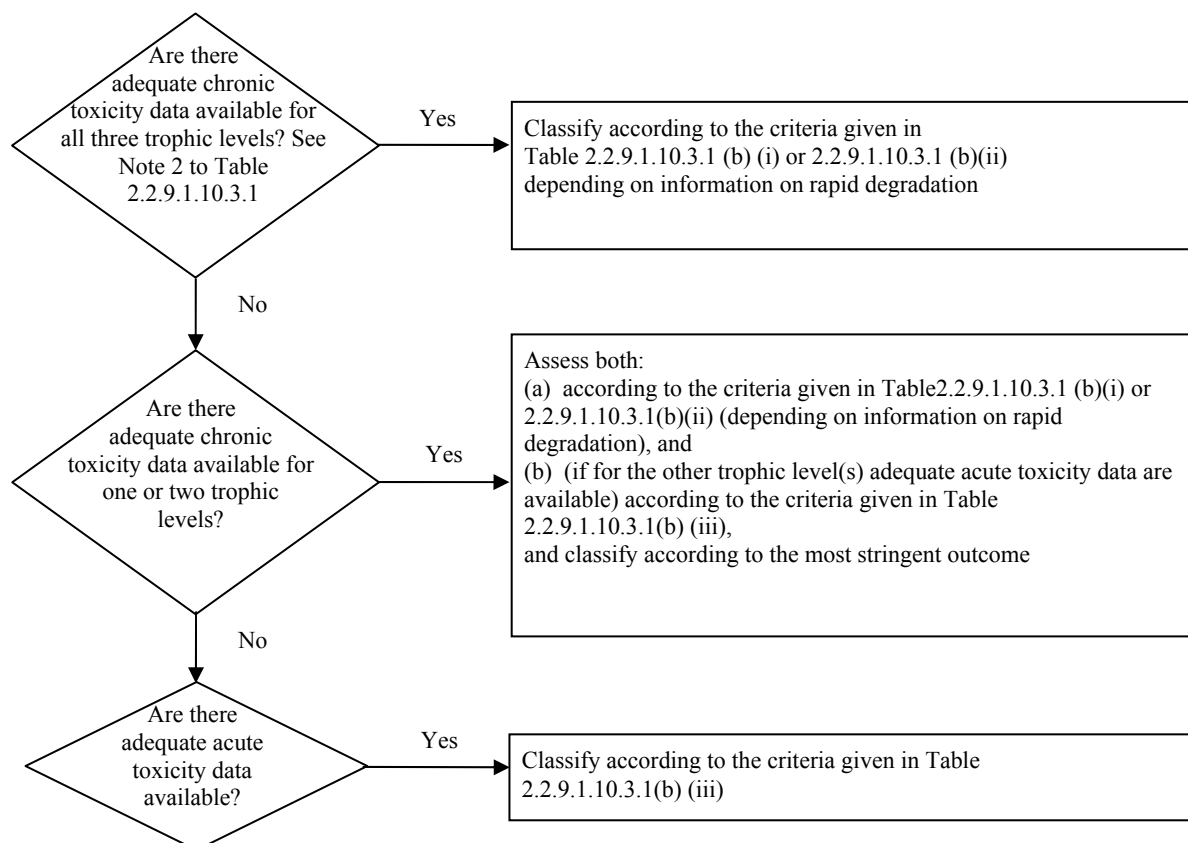 Are there
adequate chronic
toxicity data available for
all three trophic levels? See
Note 2 to Table
2.2.9.1.10.3.1
Yes
Classify according to the criteria given in
Table 2.2.9.1.10.3.1 (b) (i) or 2.2.9.1.10.3.1 (b)(ii)
depending on information on rapid degradation
No
Are there
adequate chronic
toxicity data available for
one or two trophic
levels?
Yes
Assess both:
(a) according to the criteria given in Table2.2.9.1.10.3.1 (b)(i) or
2.2.9.1.10.3.1(b)(ii) (depending on information on rapid
degradation), and
(b) (if for the other trophic level(s) adequate acute toxicity data are
available) according to the criteria given in Table
2.2.9.1.10.3.1(b) (iii),
and classify according to the most stringent outcome
No
Are there
adequate acute
toxicity data
available?
Yes
Classify according to the criteria given in Table
2.2.9.1.10.3.1(b) (iii)